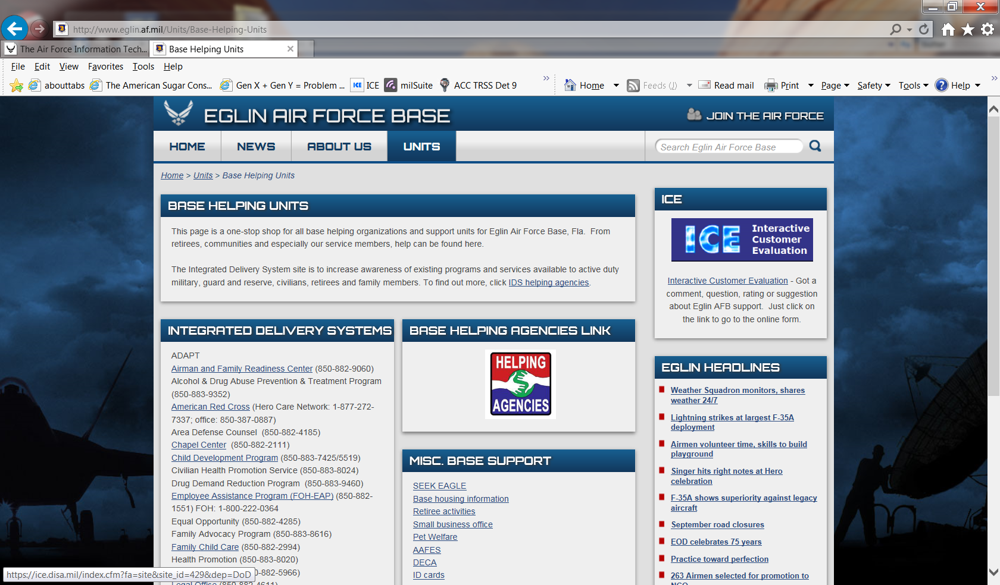 http://www.eglin.af.mil/Units/Base-Helping-Units
The Air Force Information Tech...
Base Helping Units
File Edit View Favorites Tools Help
abouttabs The American Sugar Cons... Gen X + Gen Y = Problem ... ICE ICE milSuite ACC TRSS Det 9 » Home Feeds (J) Read mail Print Page Safety Tools Help »
EGLIN AIR FORCE BASE
JOIN THE AIR FORCE
HOME NEWS ABOUT US UNITS
Search Eglin Air Force Base
Home > Units > Base Helping Units
BASE HELPING UNITS
This page is a one-stop shop for all base helping organizations and support units for Eglin Air Force Base, Fla. From
retirees, communities and especially our service members, help can be found here.
The Integrated Delivery System site is to increase awareness of existing programs and services available to active duty
military, guard and reserve, civilians, retirees and family members. To find out more, click IDS helping agencies.
INTEGRATED DELIVERY SYSTEMS
ADAPT
Airman and Family Readiness Center (850-882-9060)
Alcohol & Drug Abuse Prevention & Treatment Program
(850-883-9352)
American Red Cross (Hero Care Network: 1-877-272-
7337; office: 850-387-0887)
Area Defense Counsel (850-882-4185)
Chapel Center (850-882-2111)
Child Development Program (850-883-7425/5519)
Civilian Health Promotion Service (850-883-8024)
Drug Demand Reduction Program (850-883-9460)
Employee Assistance Program (FOH-EAP) (850-882-
1551) FOH: 1-800-222-0364
Equal Opportunity (850-882-4285)
Family Advocacy Program (850-883-8616)
Family Child Care (850-882-2994)
Health Promotion (850-883-8020)
0-882-5966)
Legal Office (850-882-4611)
https://ice.disa.mil/index.cfm?fa=site&site_id=429&dep=DoD
BASE HELPING AGENCIES LINK
HELPING
AGENCIES
MISC. BASE SUPPORT
SEEK EAGLE
Base housing information
Retiree activities
Small business office
Pet Welfare
AAFES
DECA
ID cards
ICE
ICE Interactive
Customer
Evaluation
Interactive Customer Evaluation - Got a
comment, question, rating or suggestion
about Eglin AFB support. Just click on
the link to go to the online form.
EGLIN HEADLINES
Weather Squadron monitors, shares
weather 24/7
Lightning strikes at largest F-35A
deployment
Airmen volunteer time, skills to build
playground
Singer hits right notes at Hero
celebration
F-35A shows superiority against legacy
aircraft
September road closures
EOD celebrates 75 years
Practice toward perfection
263 Airmen selected for promotion to
NCO